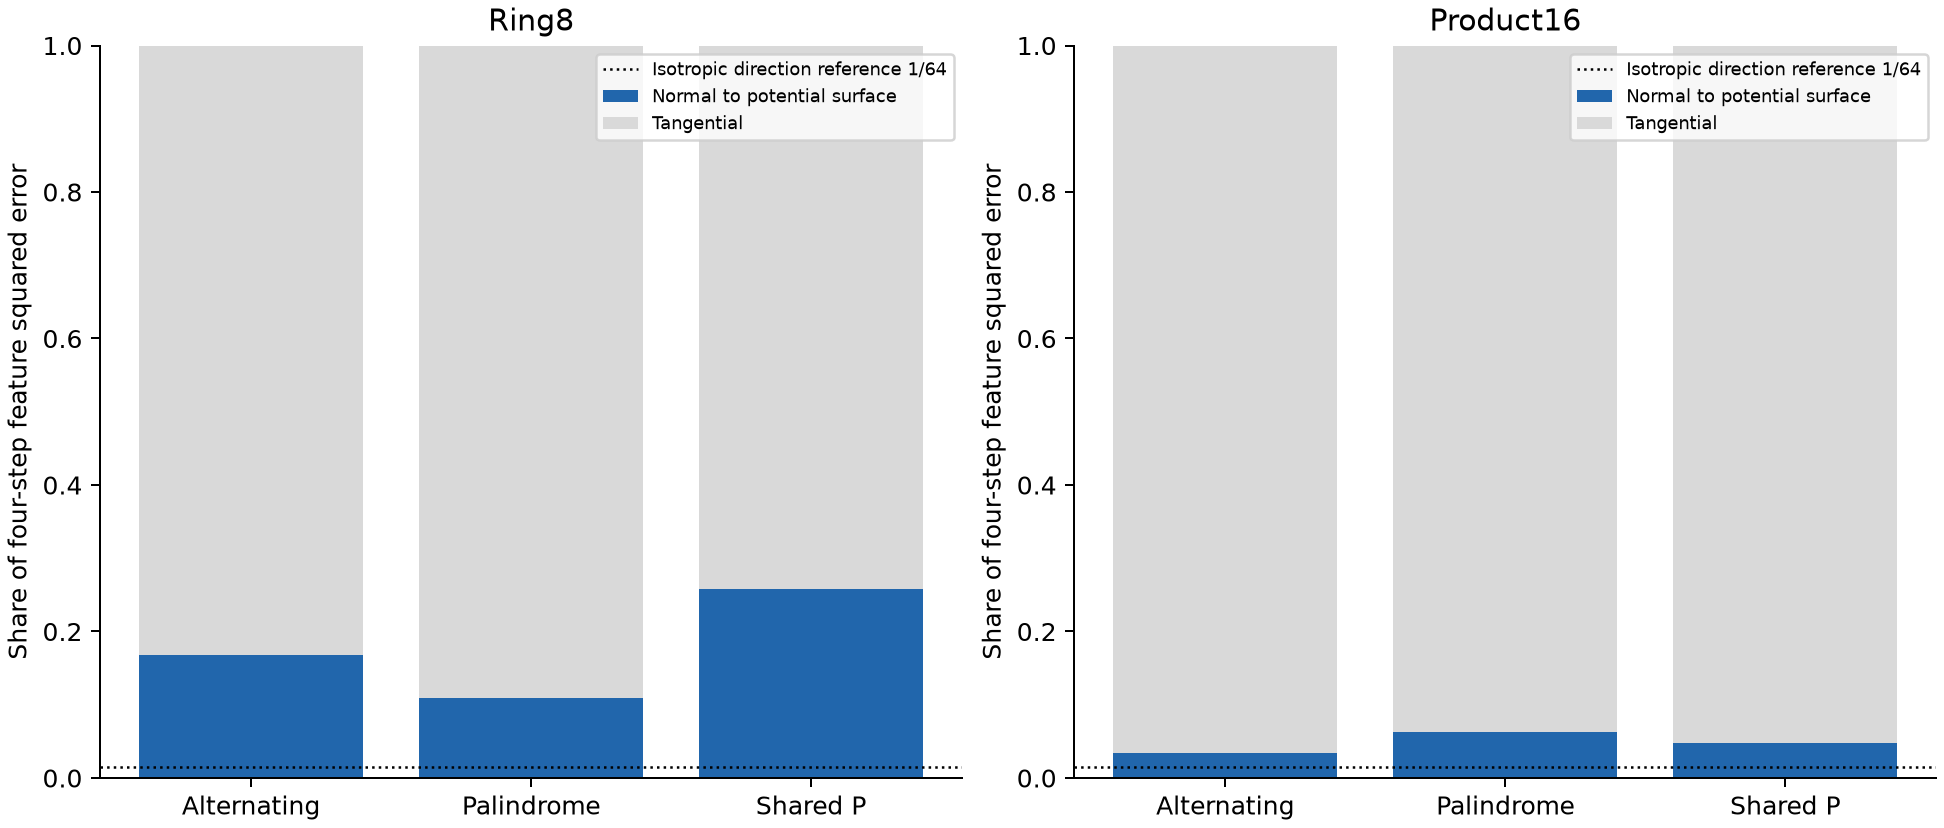 Ring8
Share of four-step feature squared error
1.0
0.8
0.6
0.4
0.2
0.0
Isotropic direction reference 1/64
Normal to potential surface
Tangential
Alternating
Palindrome
Shared P
Product16
Share of four-step feature squared error
1.0
0.8
0.6
0.4
0.2
0.0
Isotropic direction reference 1/64
Normal to potential surface
Tangential
Alternating
Palindrome
Shared P